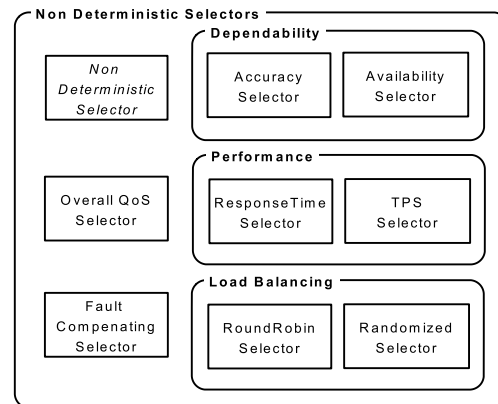 Non Deterministic Selectors
Non
Deterministic
Selector
Dependability
Accuracy
Selector
Availability
Selector
Overall QoS
Selector
Performance
ResponseTime
Selector
TPS
Selector
Fault
Compenating
Selector
Load Balancing
RoundRobin
Selector
Randomized
Selector